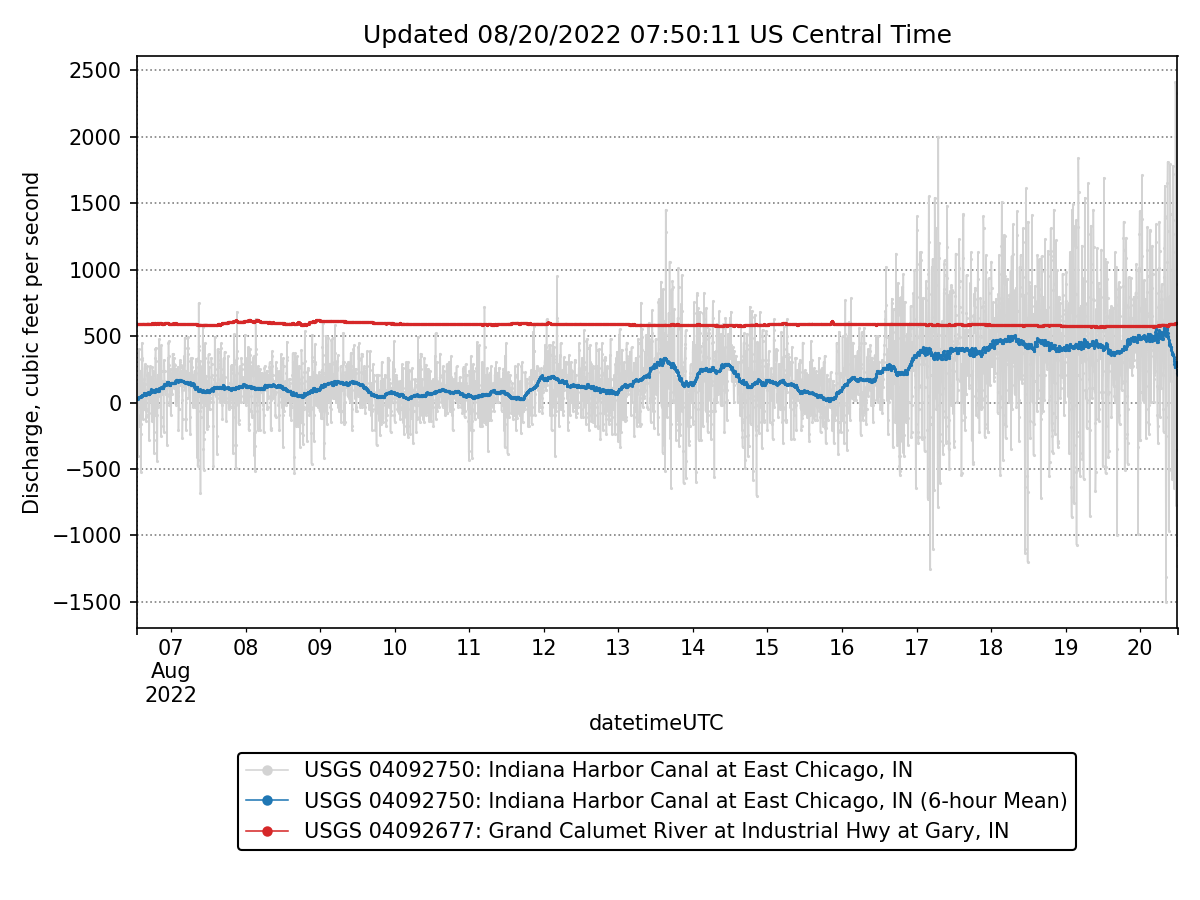 Updated 08/20/2022 07:50:11 US Central Time
Discharge, cubic feet per second
2500
2000
1500
1000
500
0
−500
−1000
−1500
07 08 09 10 11 12 13 14 15 16 17 18 19 20
Aug
2022
datetimeUTC
USGS 04092750: Indiana Harbor Canal at East Chicago, IN
USGS 04092750: Indiana Harbor Canal at East Chicago, IN (6-hour Mean)
USGS 04092677: Grand Calumet River at Industrial Hwy at Gary, IN